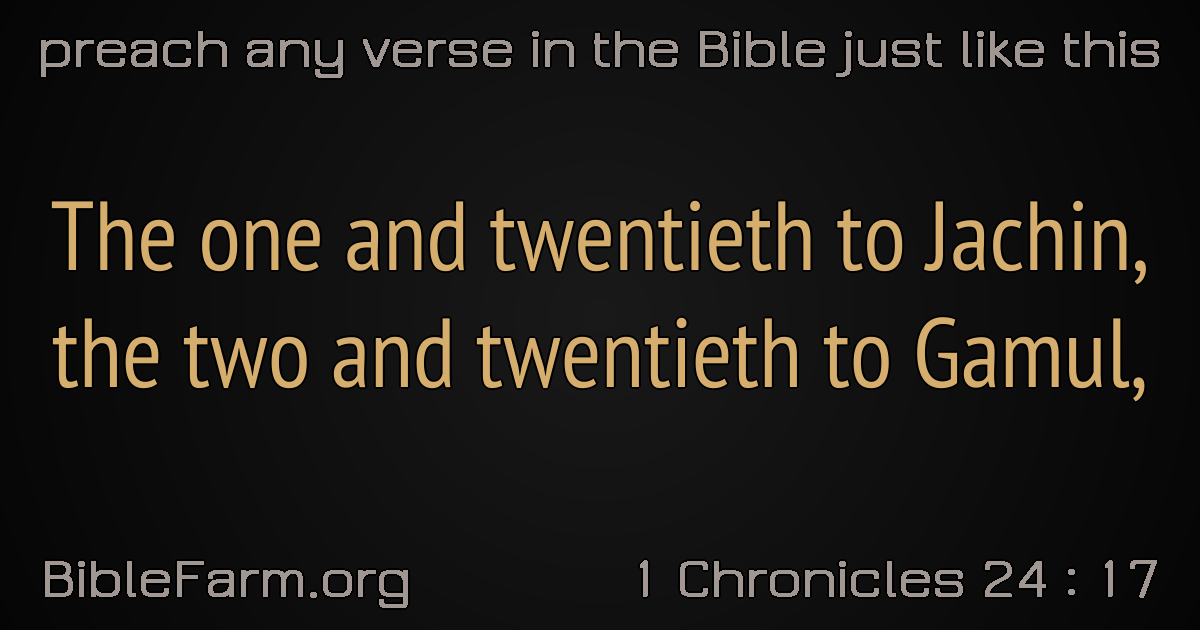 preach any verse in the Bible just like this
The one and twentieth to Jachin,
the two and twentieth to Gamul,
BibleFarm.org
1 Chronicles 24 : 17